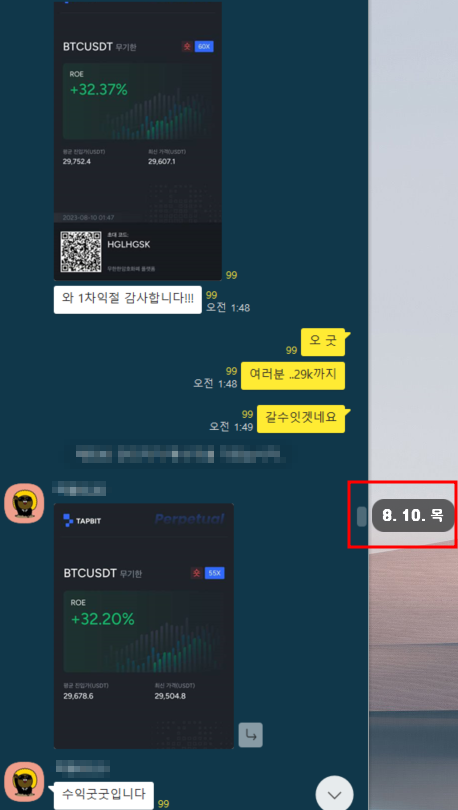 BTCUSDT 무기한
숏 60X
ROE
+32.37%
평균 진입가(USDT)
최신 가격(USDT)
29,752.4
29,607.1
2023-08-10 01:47
초대 코드:
HGLHGSK
99
와 1차익절 감사합니다!!!
99
오전 1:48
오 굿
99
여러분 ..29k까지
99
오전 1:48
갈수잇겟네요
99
오전 1:49
8. 10. 목
TAPBIT
Perpetual
BTCUSDT 무기한
숏 55X
ROE
+32.20%
평균 진입가(USDT)
최신 가격(USDT)
29,678.6
29,504.8
수익굿굿입니다
99